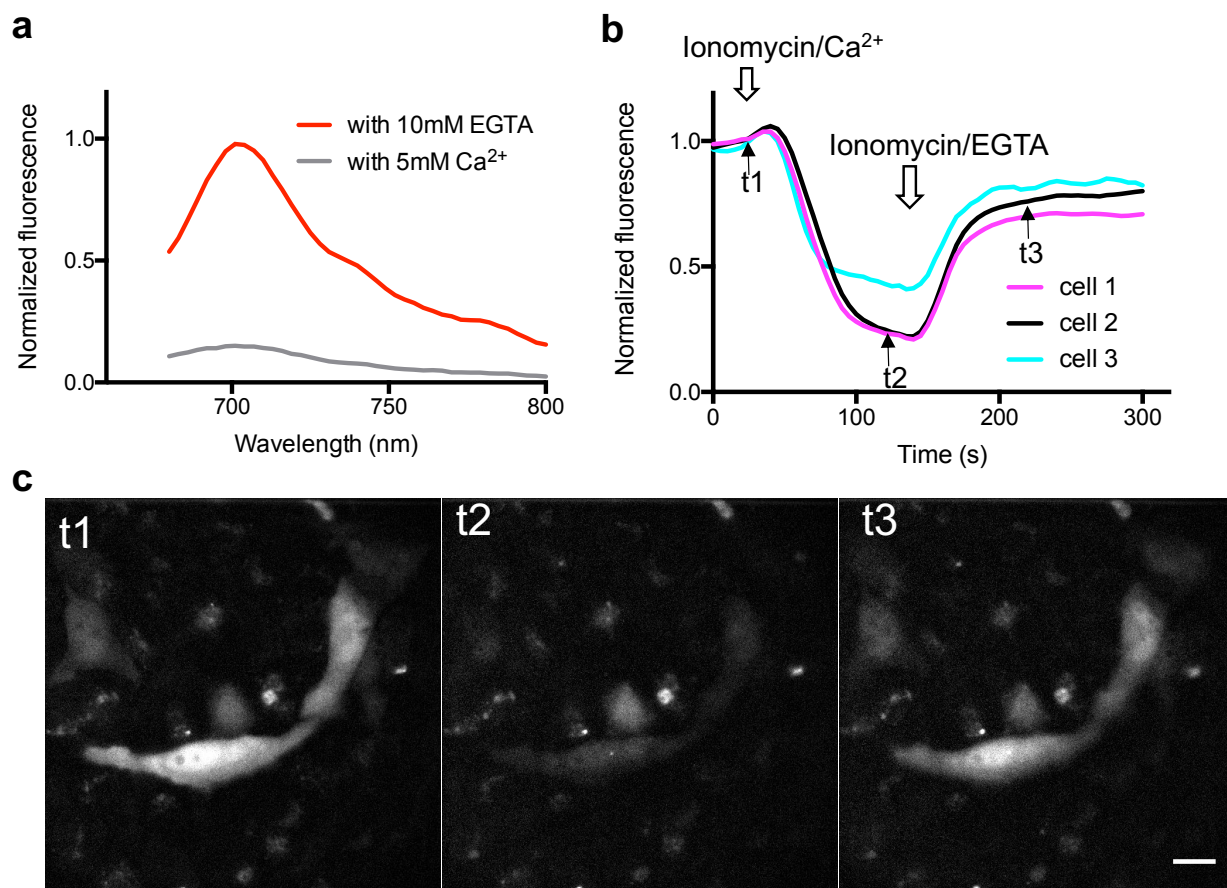 a
Normalized fluorescence
1.0
0.5
0.0
with 10mM EGTA
with 5mM Ca²⁺
700
750
800
Wavelength (nm)
b
Ionomycin/Ca²⁺
Ionomycin/EGTA
Normalized fluorescence
1.0
0.5
0.0
t1
t2
t3
cell 1
cell 2
cell 3
0
100
200
300
Time (s)
c
t1
t2
t3